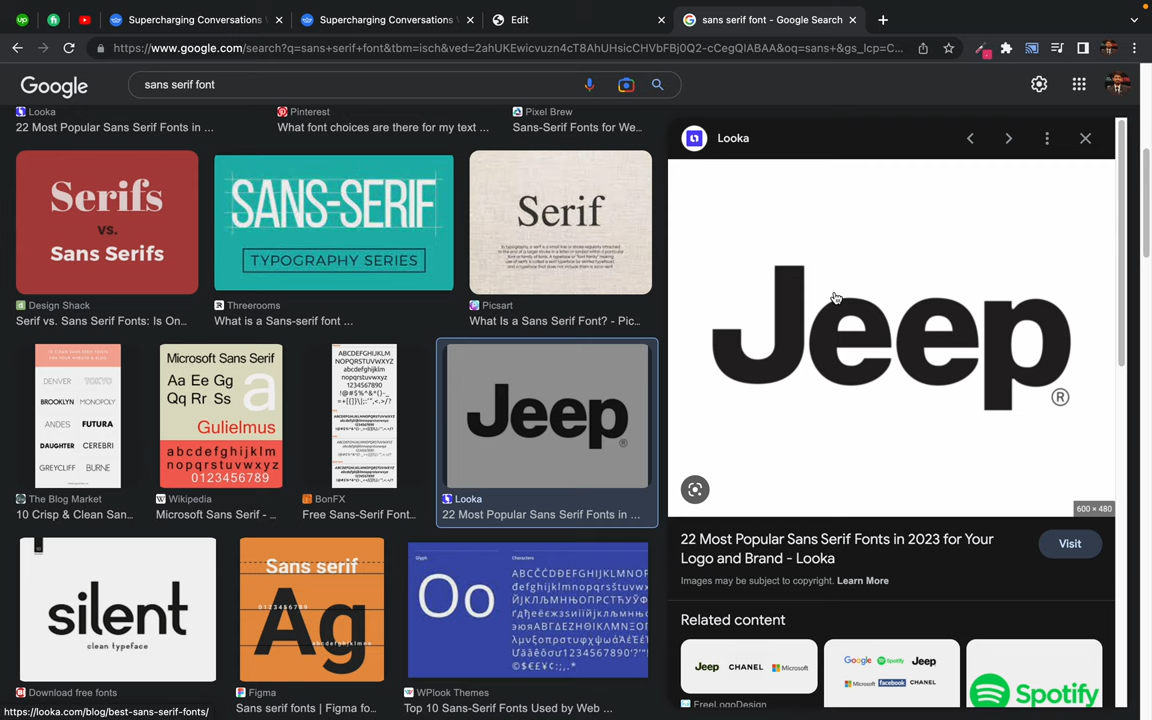 Supercharging Conversations
Supercharging Conversations
Edit
sans serif font - Google Search
https://www.google.com/search?q=sans+serif+font&tbm=isch&ved=2ahUKEwicvuzn4cT8AhUHsicCHVbFBj0Q2-cCegQIABAA&oq=sans+&gs_lcp=C...
Google
sans serif font
Looka
22 Most Popular Sans Serif Fonts in ...
Pinterest
What font choices are there for my text ...
Pixel Brew
Sans-Serif Fonts for We...
Looka
Serifs
vs.
Sans Serifs
SANS-SERIF
TYPOGRAPHY SERIES
Serif
Design Shack
Serif vs. Sans Serif Fonts: Is On...
Threerooms
What is a Sans-serif font ...
Picsart
What Is a Serif Font? - Pic...
Jeep
®
600 × 480
DENVER
TOKYO
BROOKLYN
MONOPOLY
ANDES
FUTURA
DAUGHTER
CEREBRI
GREYCLIFF
BURNE
Microsoft Sans Serif
Aa Ee Gg
Qq Rr Ss
a
Gugliemus
abcdefghijklm
nopqrstuvwxyz
0123456789
ABCDEFGHIJKLM
NOPQRSTUVWXYZ
Jeep
®
The Blog Market
10 Crisp & Clean San...
Wikipedia
Microsoft Sans Serif - ...
BonFX
Free Sans-Serif Font...
Looka
22 Most Popular Sans Serif Fonts in ...
22 Most Popular Sans Serif Fonts in 2023 for Your
Logo and Brand - Looka
Visit
Images may be subject to copyright. Learn More
Related content
silent
clean typeface
Sans serif
Ag
Glyph
Characters
Oo
Jeep
CHANEL
Microsoft
Google
Spotify
Jeep
Microsoft
facebook
CHANEL
Spotify
FreeLogoDesign
Download free fonts
Figma
Sans serif fonts | Figma fo...
WPlook Themes
Top 10 Sans-Serif Fonts Used by Web ...
https://looka.com/blog/best-sans-serif-fonts/